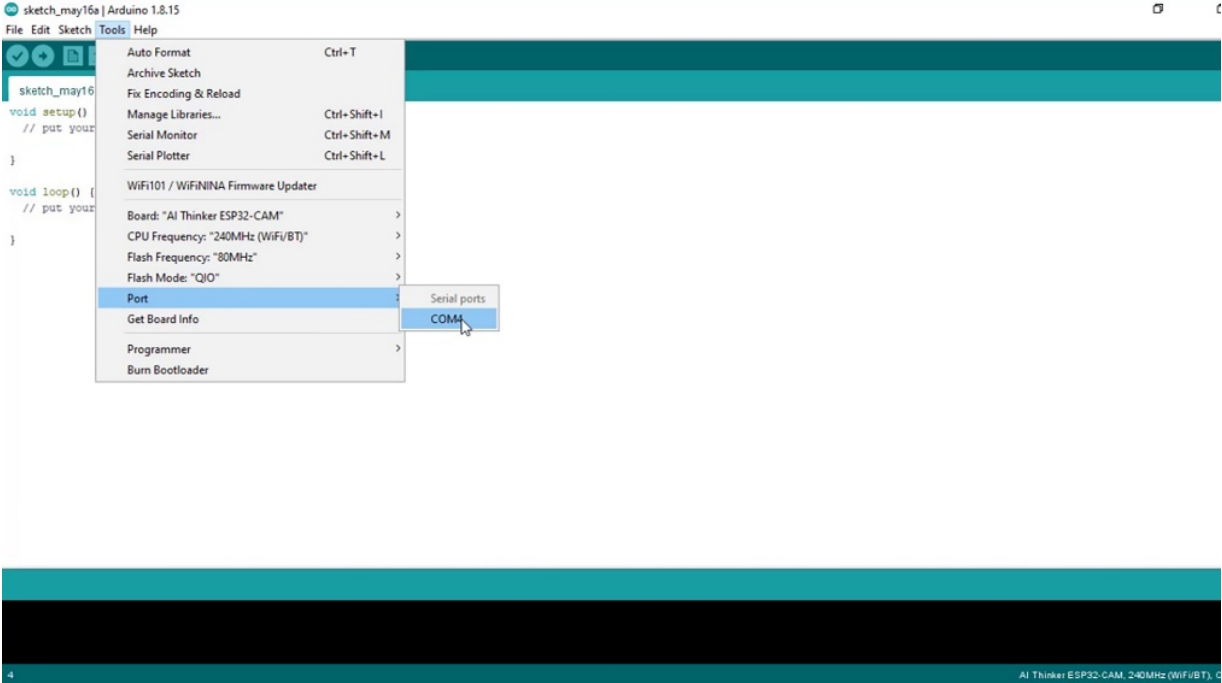 sketch_may16a | Arduino 1.8.15
File Edit Sketch Tools Help
sketch_may16
void setup()
// put your
}
void loop() {
// put your
}
Auto Format Ctrl+T
Archive Sketch
Fix Encoding & Reload
Manage Libraries... Ctrl+Shift+I
Serial Monitor Ctrl+Shift+M
Serial Plotter Ctrl+Shift+L
WiFi101 / WiFiNINA Firmware Updater
Board: "AI Thinker ESP32-CAM"
CPU Frequency: "240MHz (WiFi/BT)"
Flash Frequency: "80MHz"
Flash Mode: "QIO"
Port
Get Board Info
Programmer
Burn Bootloader
Serial ports
COM4
4
AI Thinker ESP32-CAM, 240MHz (WiFi/BT),